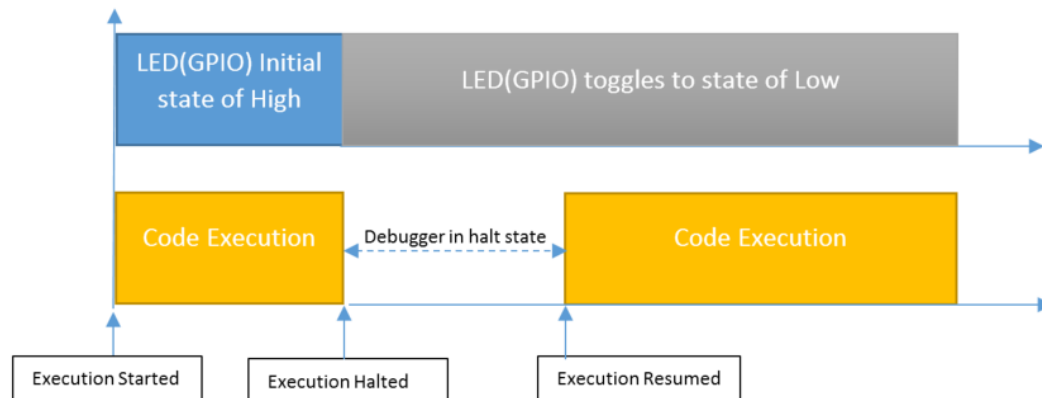 LED(GPIO) Initial
state of High
LED(GPIO) toggles to state of Low
Code Execution
Debugger in halt state
Code Execution
Execution Started
Execution Halted
Execution Resumed